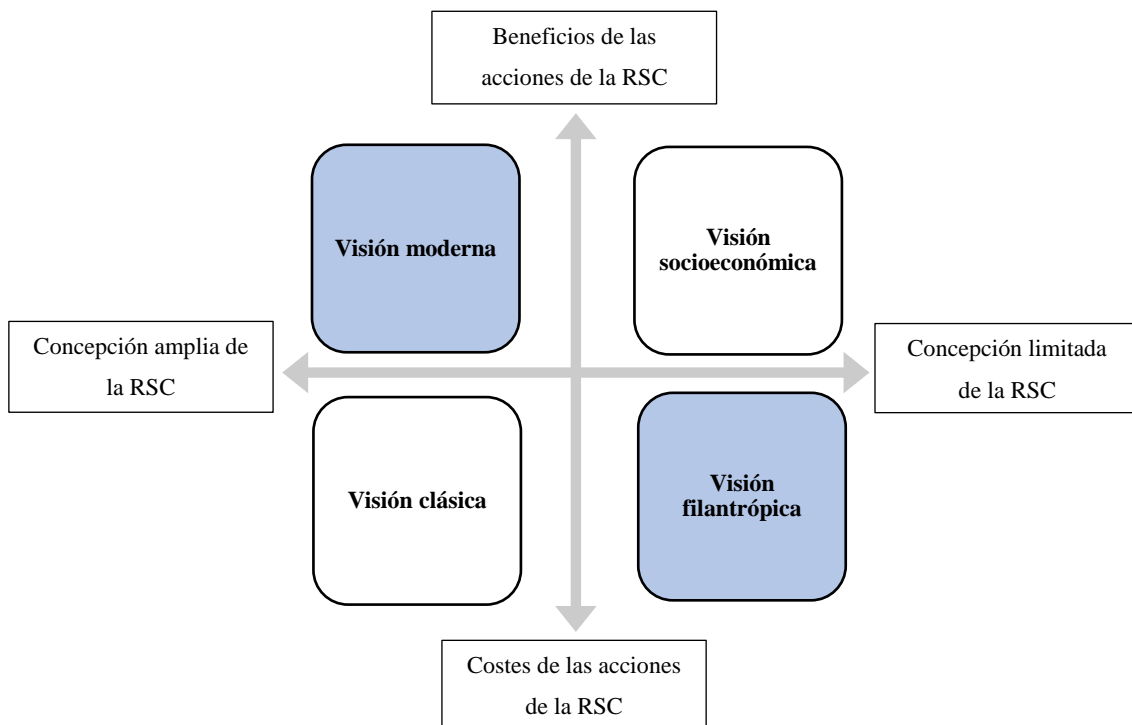 Beneficios de las
acciones de la RSC
Visión moderna
Visión
socioeconómica
Concepción amplia de
la RSC
Concepción limitada
de la RSC
Visión clásica
Visión
filantrópica
Costes de las acciones
de la RSC